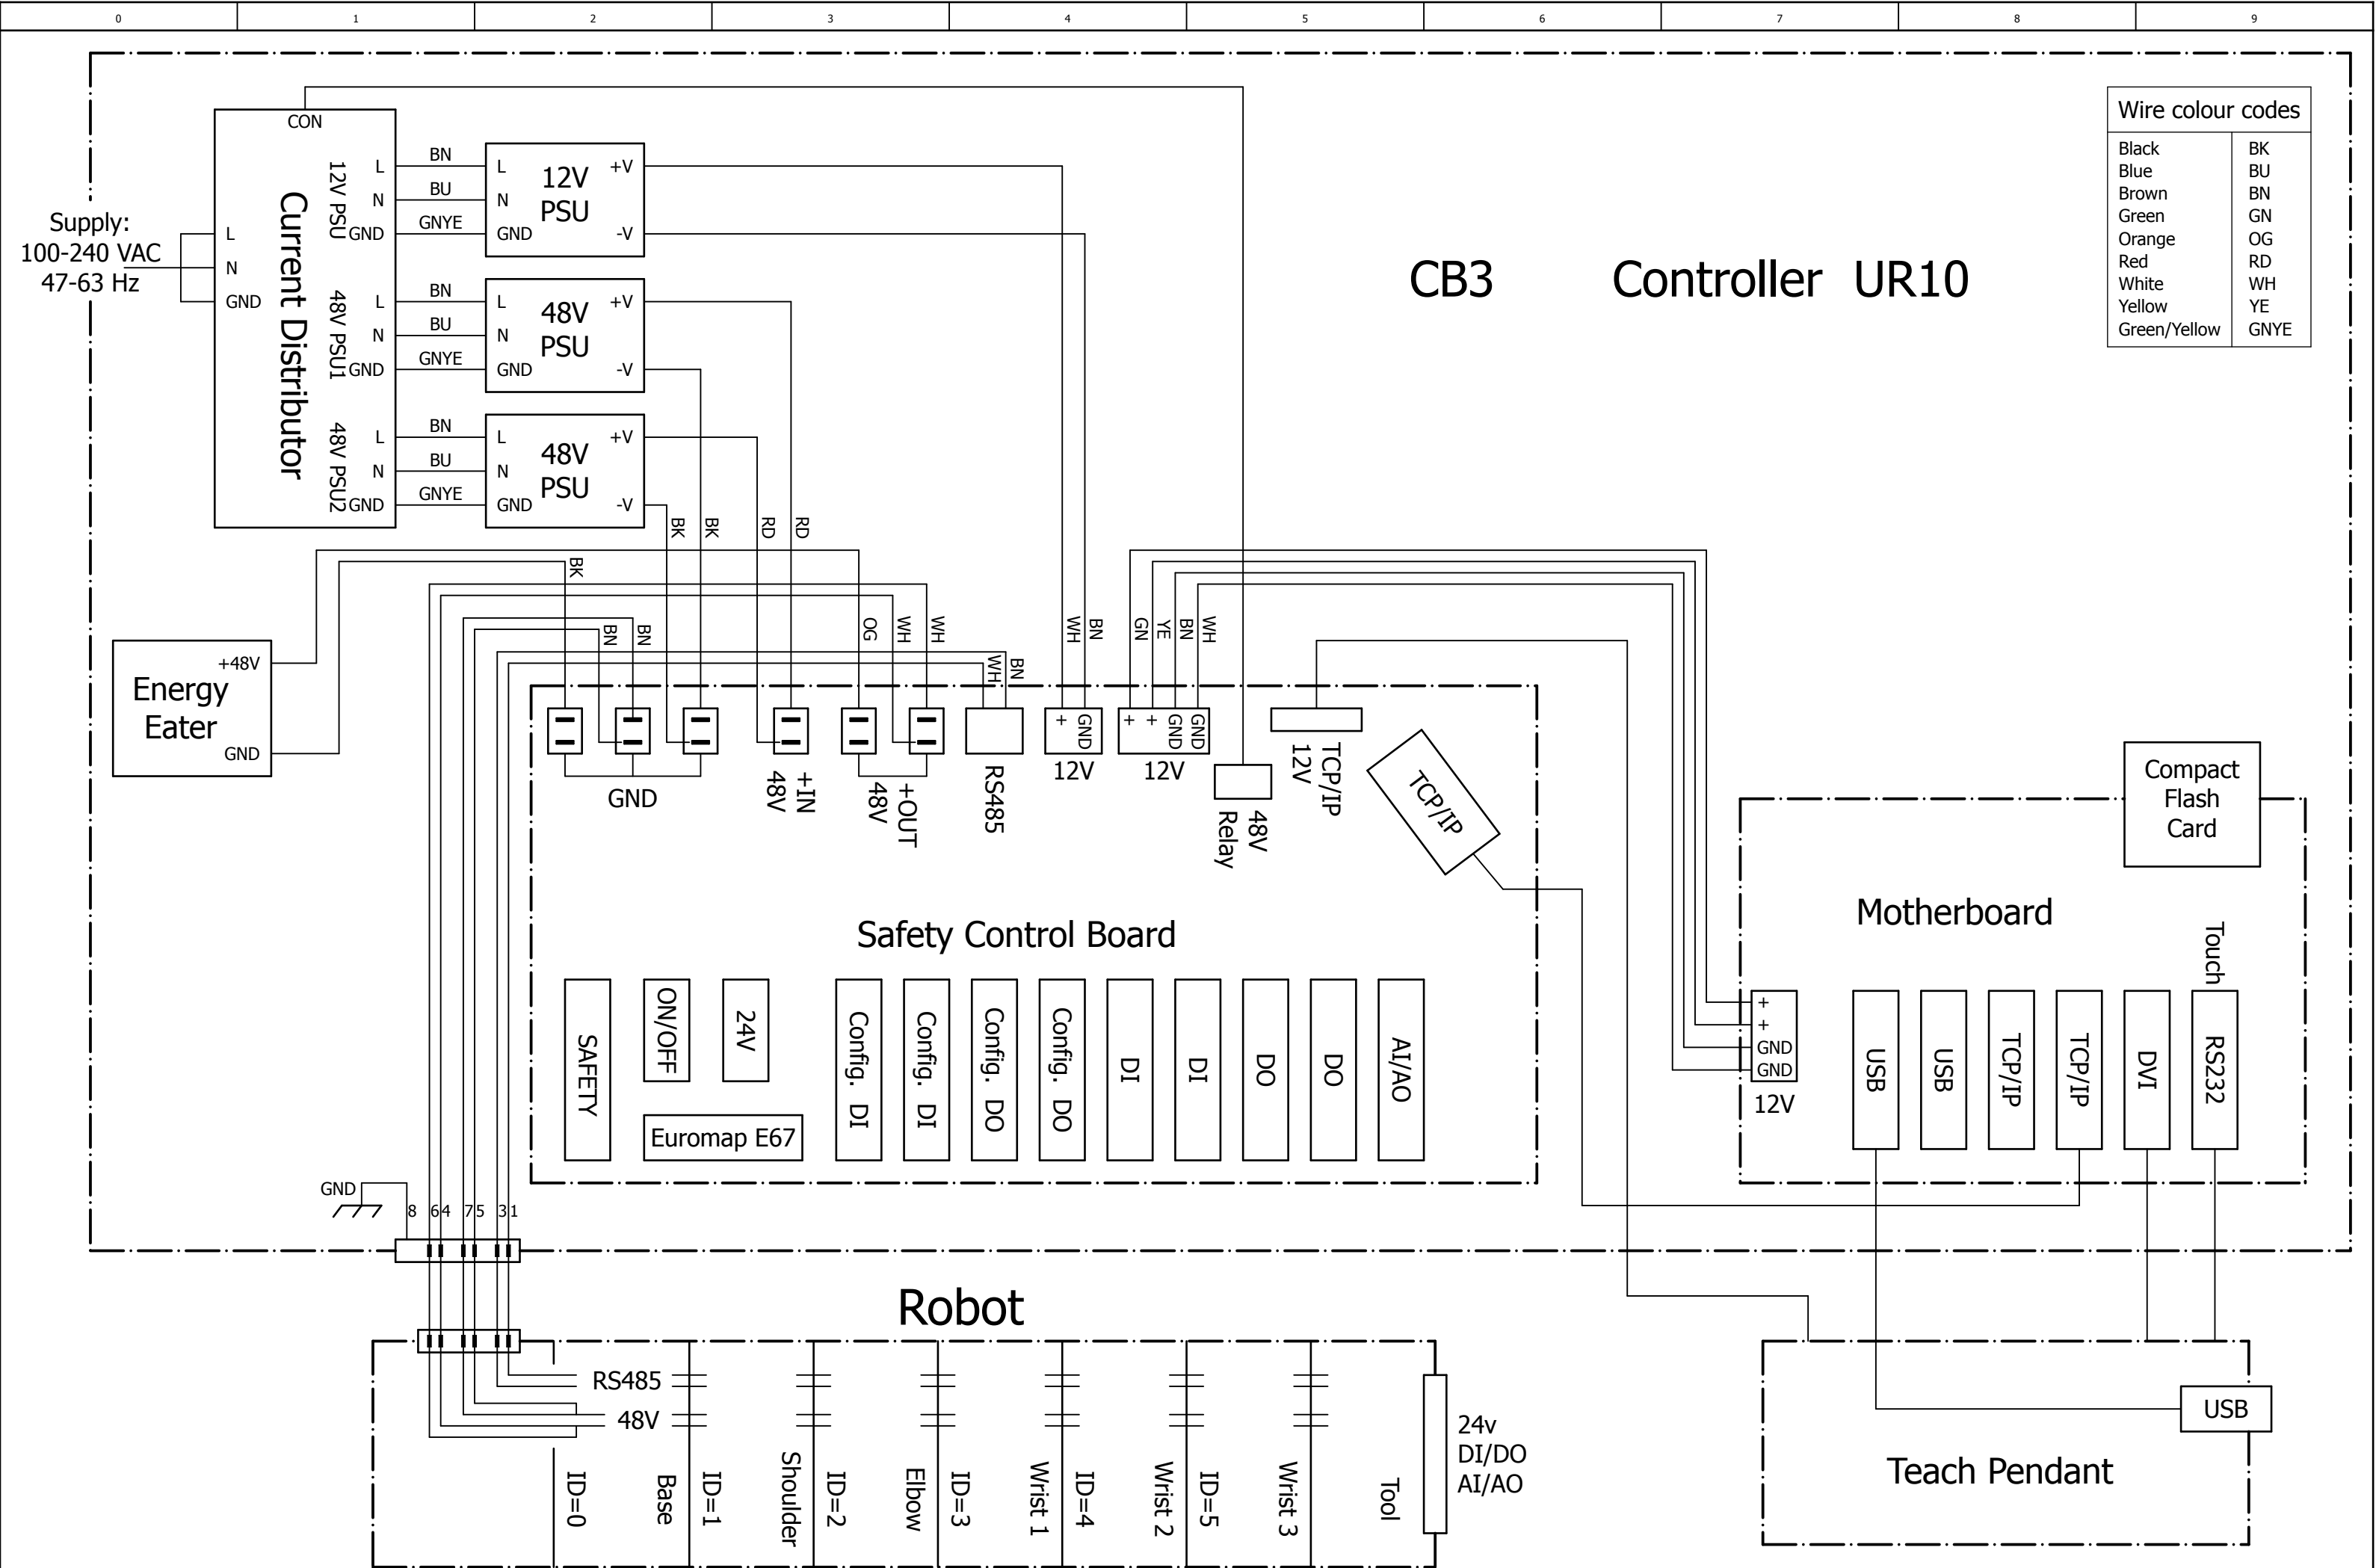 0 1 2 3 4 5 6 7 8 9
CB3 Controller UR10
Wire colour codes
Black BK
Blue BU
Brown BN
Green GN
Orange OG
Red RD
White WH
Yellow YE
Green/Yellow GNYE
Supply:
100-240 VAC
47-63 Hz
CON
L
N
GND
Current Distributor
12V PSU
L
N
GND
48V PSU1
L
N
GND
48V PSU2
L
N
GND
BN
BU
GNYE
BN
BU
GNYE
BN
BU
GNYE
L
N
GND
12V
PSU
+V
-V
L
N
GND
48V
PSU
+V
-V
L
N
GND
48V
PSU
+V
-V
BK
BK
RD
RD
BK
BN
BN
OG
WH
WH
WH
BN
WH
BN
GN
YE
BN
WH
Energy
Eater
+48V
GND
GND
+IN
48V
+OUT
48V
RS485
+
GND
12V
+
+
GND
GND
12V
48V
Relay
TCP/IP
12V
TCP/IP
Safety Control Board
SAFETY
ON/OFF
24V
Euromap E67
Config. DI
Config. DI
Config. DO
Config. DO
DI
DI
DO
DO
AI/AO
Compact
Flash
Card
Motherboard
Touch
+
+
GND
GND
12V
USB
USB
TCP/IP
TCP/IP
DVI
RS232
GND
8 6 4 7 5 3 1
Robot
RS485
48V
ID=0
Base
ID=1
Shoulder
ID=2
Elbow
ID=3
Wrist 1
ID=4
Wrist 2
ID=5
Wrist 3
Tool
24v
DI/DO
AI/AO
USB
Teach Pendant